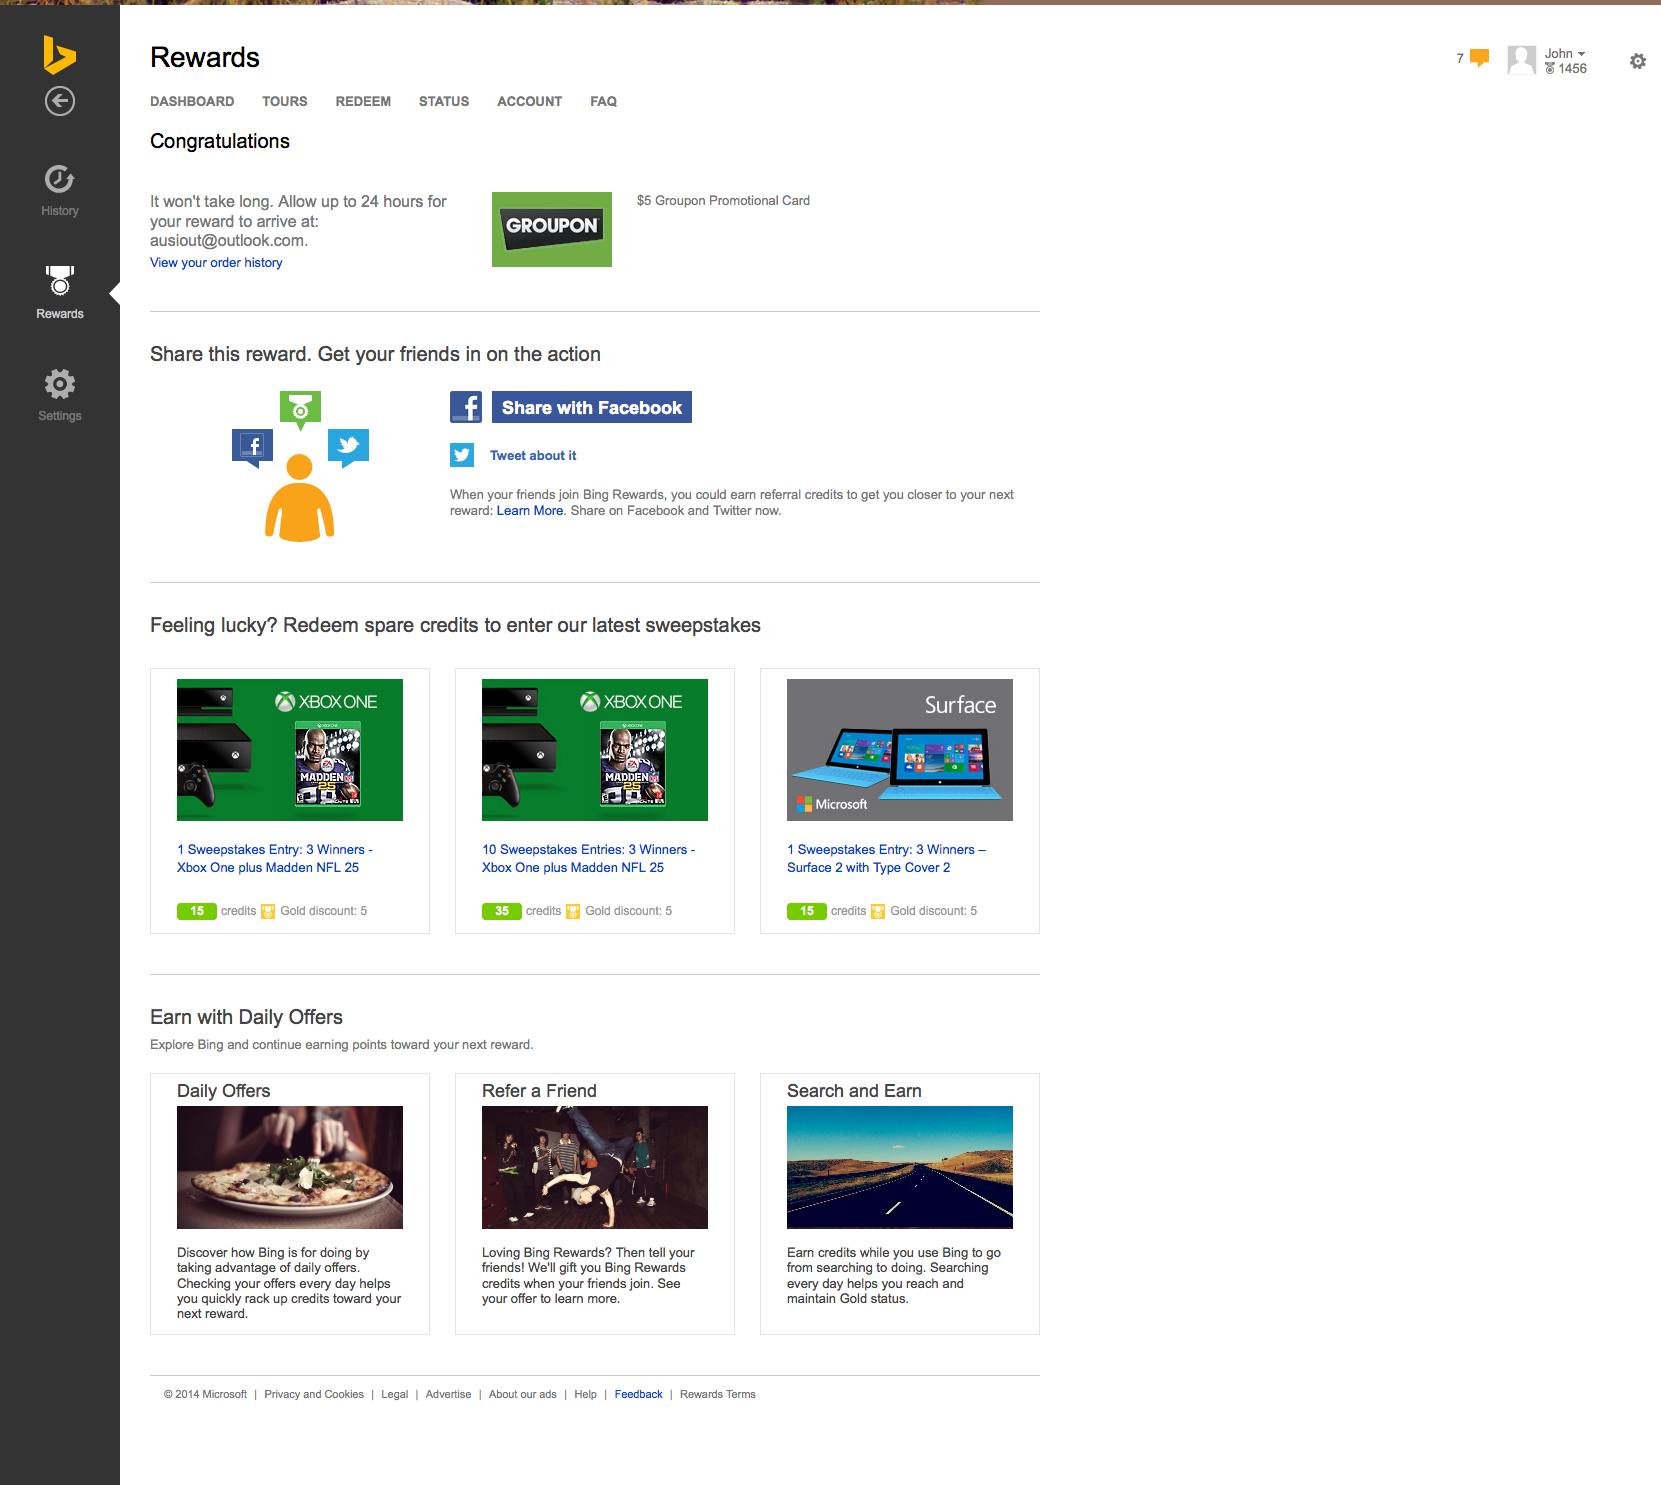 Rewards
7
John
1456
DASHBOARD TOURS REDEEM STATUS ACCOUNT FAQ
History
Rewards
Settings
Congratulations
It won't take long. Allow up to 24 hours for
your reward to arrive at:
ausiout@outlook.com.
View your order history
GROUPON
$5 Groupon Promotional Card
Share this reward. Get your friends in on the action
Share with Facebook
Tweet about it
When your friends join Bing Rewards, you could earn referral credits to get you closer to your next
reward: Learn More. Share on Facebook and Twitter now.
Feeling lucky? Redeem spare credits to enter our latest sweepstakes
XBOX ONE
MADDEN
25
1 Sweepstakes Entry: 3 Winners -
Xbox One plus Madden NFL 25
15 credits Gold discount: 5
XBOX ONE
MADDEN
25
10 Sweepstakes Entries: 3 Winners -
Xbox One plus Madden NFL 25
35 credits Gold discount: 5
Surface
Microsoft
1 Sweepstakes Entry: 3 Winners –
Surface 2 with Type Cover 2
15 credits Gold discount: 5
Earn with Daily Offers
Explore Bing and continue earning points toward your next reward.
Daily Offers
Discover how Bing is for doing by
taking advantage of daily offers.
Checking your offers every day helps
you quickly rack up credits toward your
next reward.
Refer a Friend
Loving Bing Rewards? Then tell your
friends! We'll gift you Bing Rewards
credits when your friends join. See
your offer to learn more.
Search and Earn
Earn credits while you use Bing to go
from searching to doing. Searching
every day helps you reach and
maintain Gold status.
© 2014 Microsoft | Privacy and Cookies | Legal | Advertise | About our ads | Help | Feedback | Rewards Terms